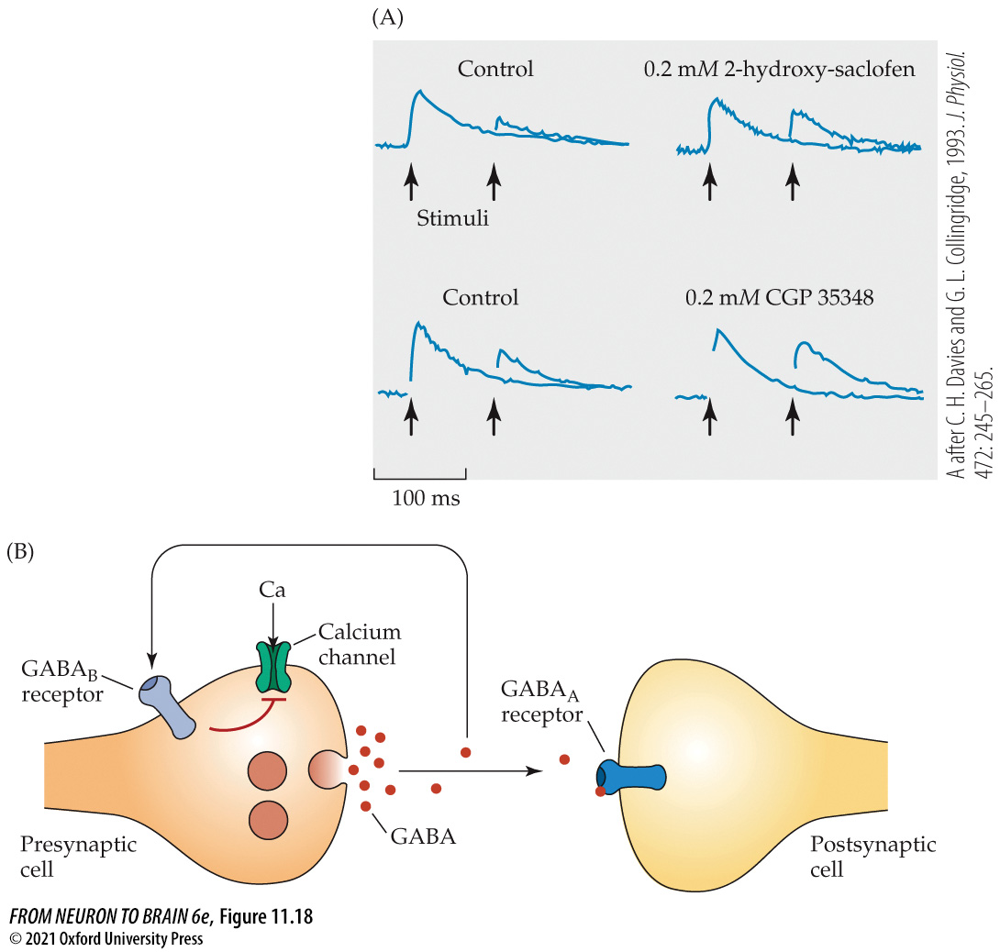 (A)
Control
0.2 mM 2-hydroxy-saclofen
Stimuli
Control
0.2 mM CGP 35348
100 ms
A after C. H. Davies and G. L. Collingridge, 1993. J. Physiol.
472: 245–265.
(B)
Ca
Calcium
channel
GABAB
receptor
GABAA
receptor
GABA
Presynaptic
cell
Postsynaptic
cell
FROM NEURON TO BRAIN 6e, Figure 11.18
© 2021 Oxford University Press